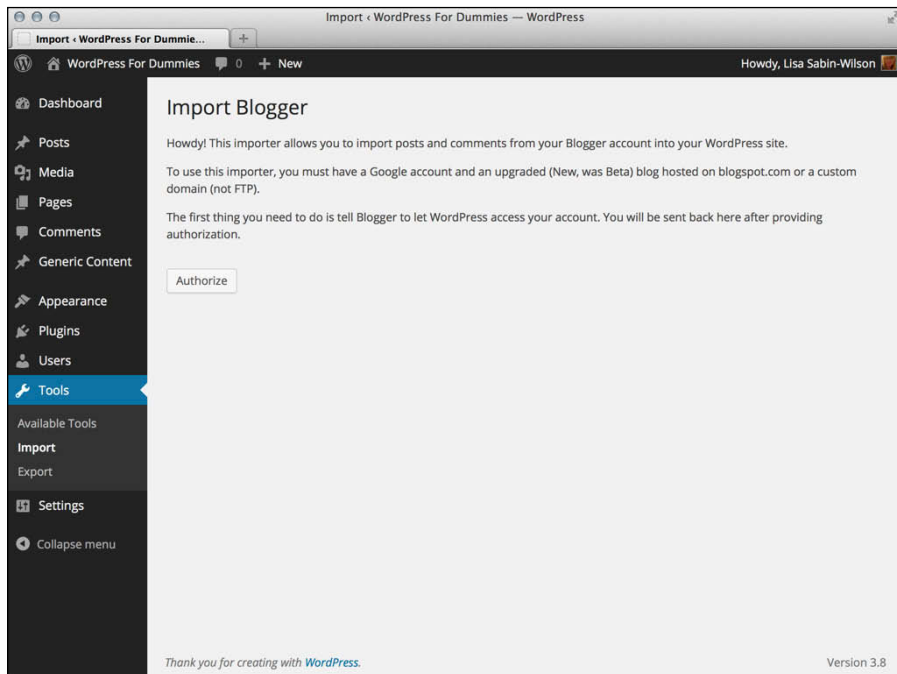 Import ‹ WordPress For Dummies — WordPress
Import ‹ WordPress For Dummie...
WordPress For Dummies 0 + New
Howdy, Lisa Sabin-Wilson
Dashboard
Posts
Media
Pages
Comments
Generic Content
Appearance
Plugins
Users
Tools
Available Tools
Import
Export
Settings
Collapse menu
Import Blogger
Howdy! This importer allows you to import posts and comments from your Blogger account into your WordPress site.
To use this importer, you must have a Google account and an upgraded (New, was Beta) blog hosted on blogspot.com or a custom
domain (not FTP).
The first thing you need to do is tell Blogger to let WordPress access your account. You will be sent back here after providing
authorization.
Authorize
Thank you for creating with WordPress.
Version 3.8